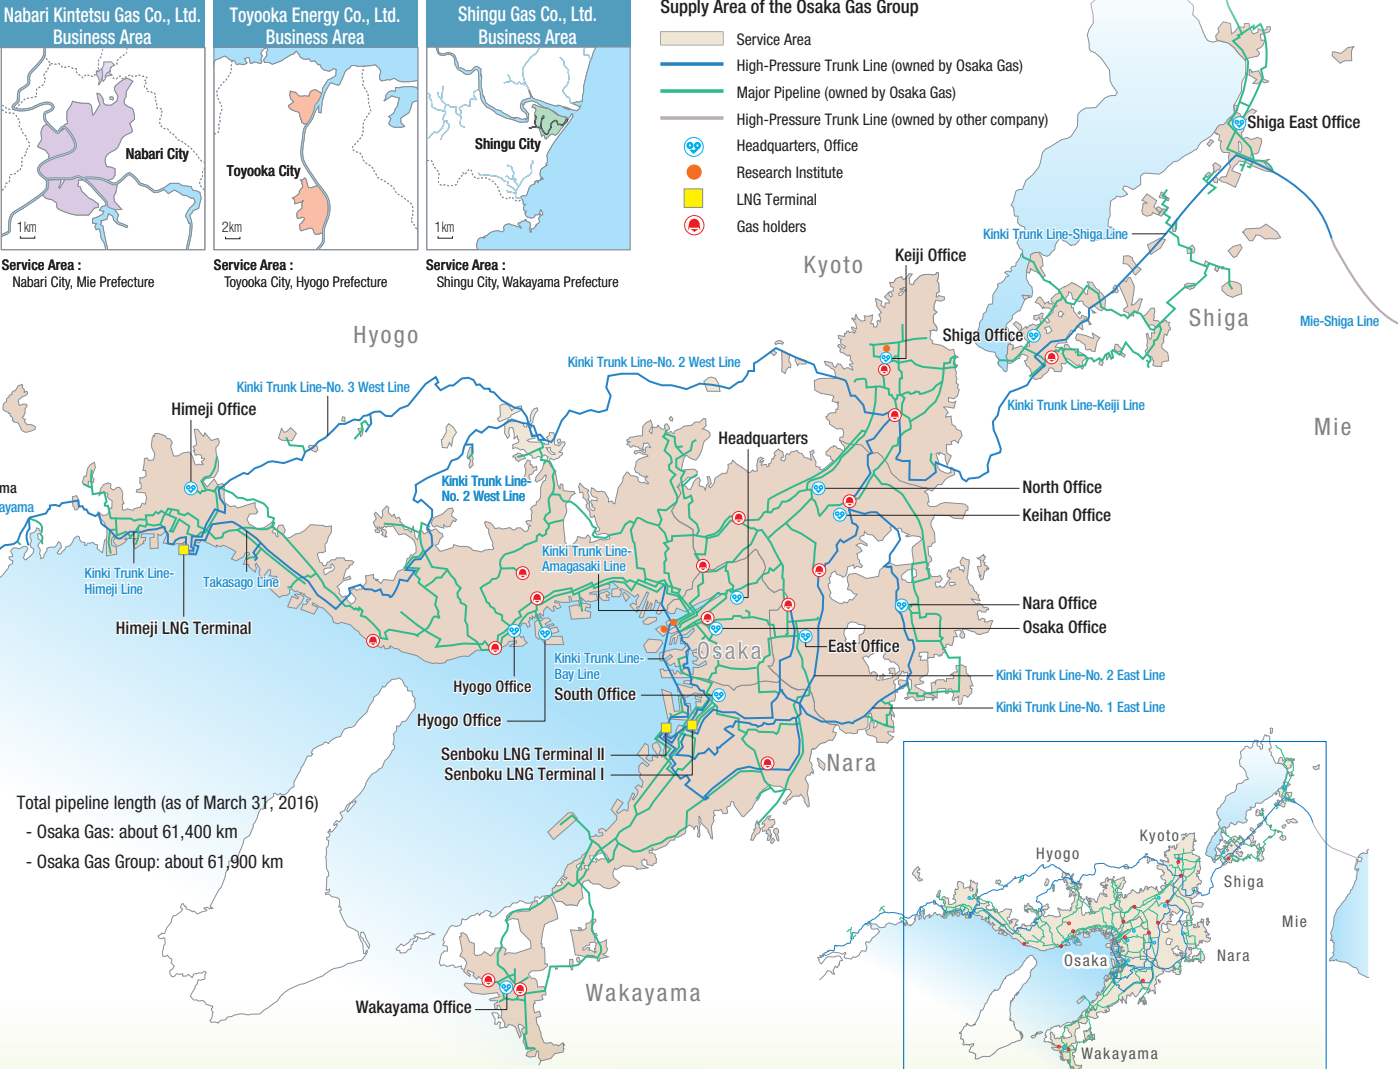 Nabari Kintetsu Gas Co., Ltd.
Business Area
Nabari City
1km
Service Area :
Nabari City, Mie Prefecture
Toyooka Energy Co., Ltd.
Business Area
Toyooka City
2km
Service Area :
Toyooka City, Hyogo Prefecture
Shingu Gas Co., Ltd.
Business Area
Shingu City
1km
Service Area :
Shingu City, Wakayama Prefecture
Supply Area of the Osaka Gas Group
Service Area
High-Pressure Trunk Line (owned by Osaka Gas)
Major Pipeline (owned by Osaka Gas)
High-Pressure Trunk Line (owned by other company)
Headquarters, Office
Research Institute
LNG Terminal
Gas holders
Shiga East Office
Kinki Trunk Line-Shiga Line
Keiji Office
Kyoto
Shiga
Mie-Shiga Line
Shiga Office
Hyogo
Kinki Trunk Line-No. 2 West Line
Kinki Trunk Line-No. 3 West Line
Himeji Office
Kinki Trunk Line-Keiji Line
Mie
Headquarters
Kinki Trunk Line-
No. 2 West Line
ma
ayama
North Office
Keihan Office
Kinki Trunk Line-
Amagasaki Line
Kinki Trunk Line-
Himeji Line
Takasago Line
Himeji LNG Terminal
Nara Office
Osaka Office
East Office
Osaka
Kinki Trunk Line-
Bay Line
Kinki Trunk Line-No. 2 East Line
Hyogo Office
South Office
Kinki Trunk Line-No. 1 East Line
Hyogo Office
Senboku LNG Terminal II
Senboku LNG Terminal I
Nara
Total pipeline length (as of March 31, 2016)
- Osaka Gas: about 61,400 km
- Osaka Gas Group: about 61,900 km
Wakayama
Wakayama Office
Kyoto
Hyogo
Shiga
Mie
Nara
Osaka
Wakayama